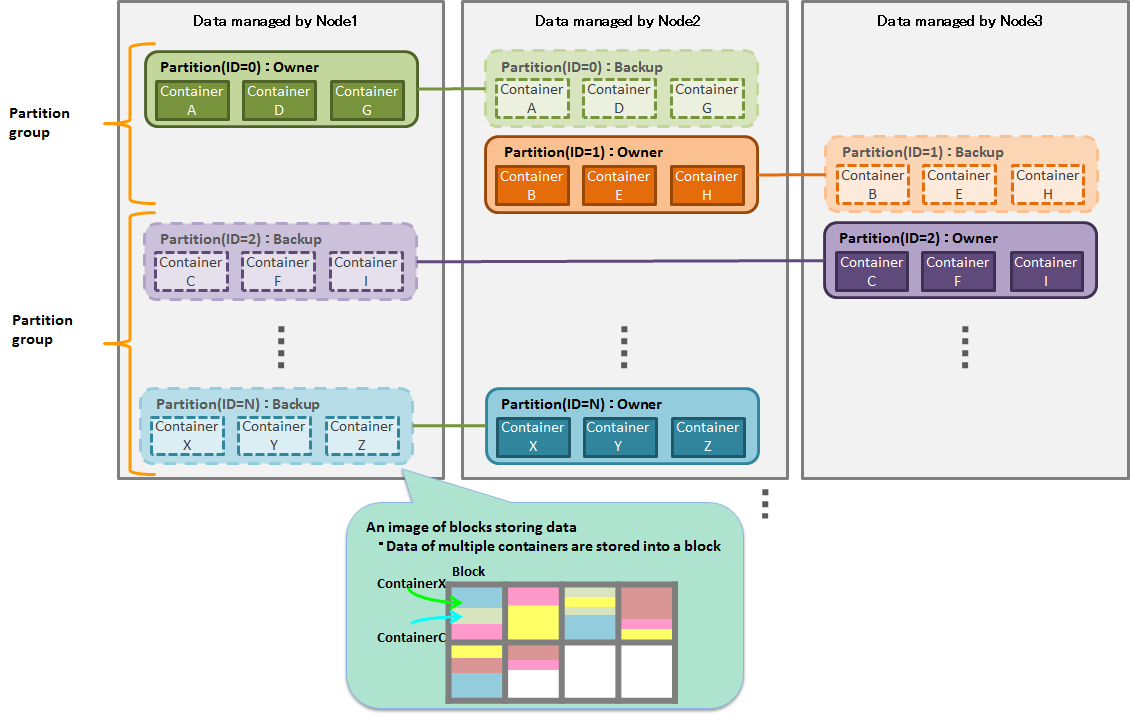 Data managed by Node1
Data managed by Node2
Data managed by Node3
Partition
group
Partition(ID=0) : Owner
Container
A
Container
D
Container
G
Partition(ID=0) : Backup
Container
A
Container
D
Container
G
Partition(ID=1) : Owner
Container
B
Container
E
Container
H
Partition(ID=1) : Backup
Container
B
Container
E
Container
H
Partition
group
Partition(ID=2) : Backup
Container
C
Container
F
Container
I
Partition(ID=2) : Owner
Container
C
Container
F
Container
I
Partition(ID=N) : Backup
Container
X
Container
Y
Container
Z
Partition(ID=N) : Owner
Container
X
Container
Y
Container
Z
An image of blocks storing data
・Data of multiple containers are stored into a block
Block
ContainerX
ContainerC